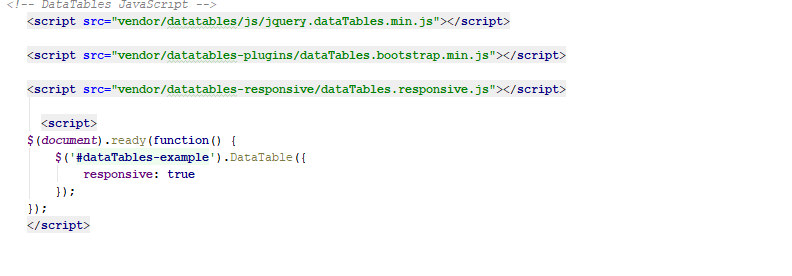 <!-- DataTables JavaScript -->
<script src="vendor/datatables/js/jquery.dataTables.min.js"></script>
<script src="vendor/datatables-plugins/dataTables.bootstrap.min.js"></script>
<script src="vendor/datatables-responsive/dataTables.responsive.js"></script>
<script>
$(document).ready(function() {
$('#dataTables-example').DataTable({
responsive: true
});
});
</script>